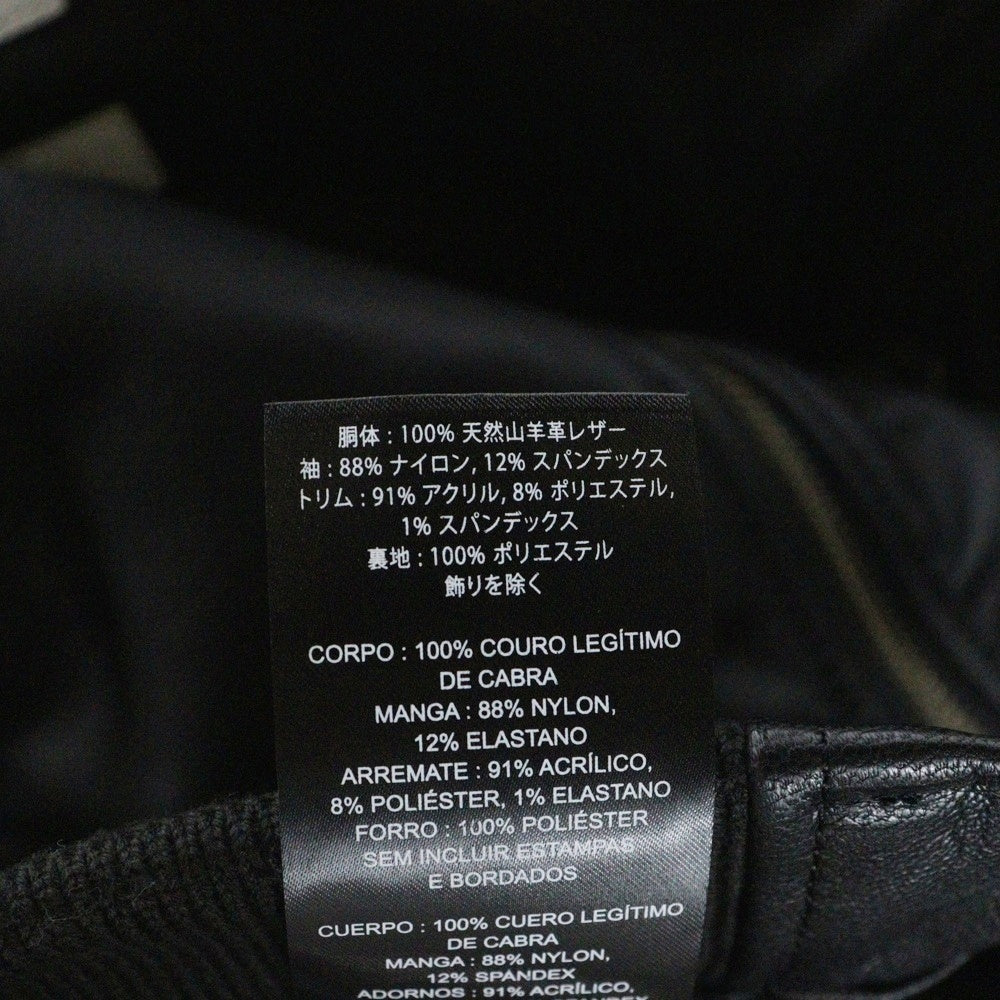 胴体 : 100% 天然山羊革レザー
袖 : 88% ナイロン, 12% スパンデックス
トリム : 91% アクリル, 8% ポリエステル,
1% スパンデックス
裏地 : 100% ポリエステル
飾りを除く
CORPO : 100% COURO LEGÍTIMO
DE CABRA
MANGA : 88% NYLON,
12% ELASTANO
ARREMATE : 91% ACRÍLICO,
8% POLIÉSTER, 1% ELASTANO
FORRO : 100% POLIÉSTER
SEM INCLUIR ESTAMPAS
E BORDADOS
CUERPO : 100% CUERO LEGÍTIMO
DE CABRA
MANGA : 88% NYLON,
12% SPANDEX
ADORNOS : 91% ACRÍLICO,